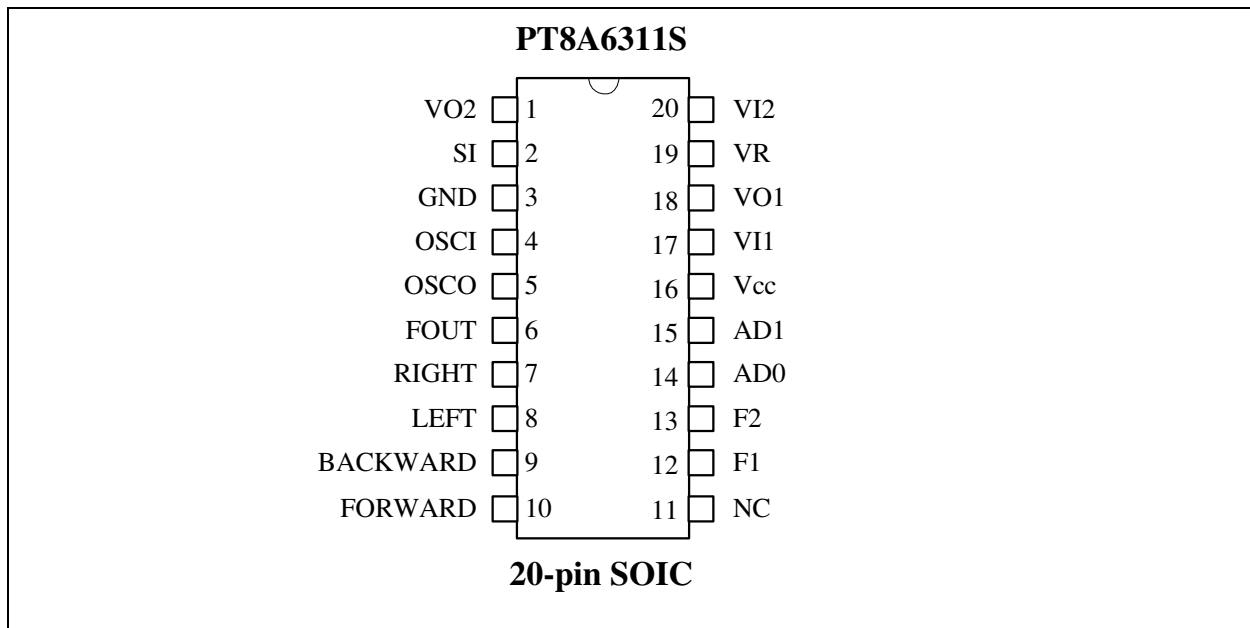 PT8A6311S
VO2 1 20 VI2
SI 2 19 VR
GND 3 18 VO1
OSCI 4 17 VI1
OSCO 5 16 Vcc
FOUT 6 15 AD1
RIGHT 7 14 AD0
LEFT 8 13 F2
BACKWARD 9 12 F1
FORWARD 10 11 NC
20-pin SOIC